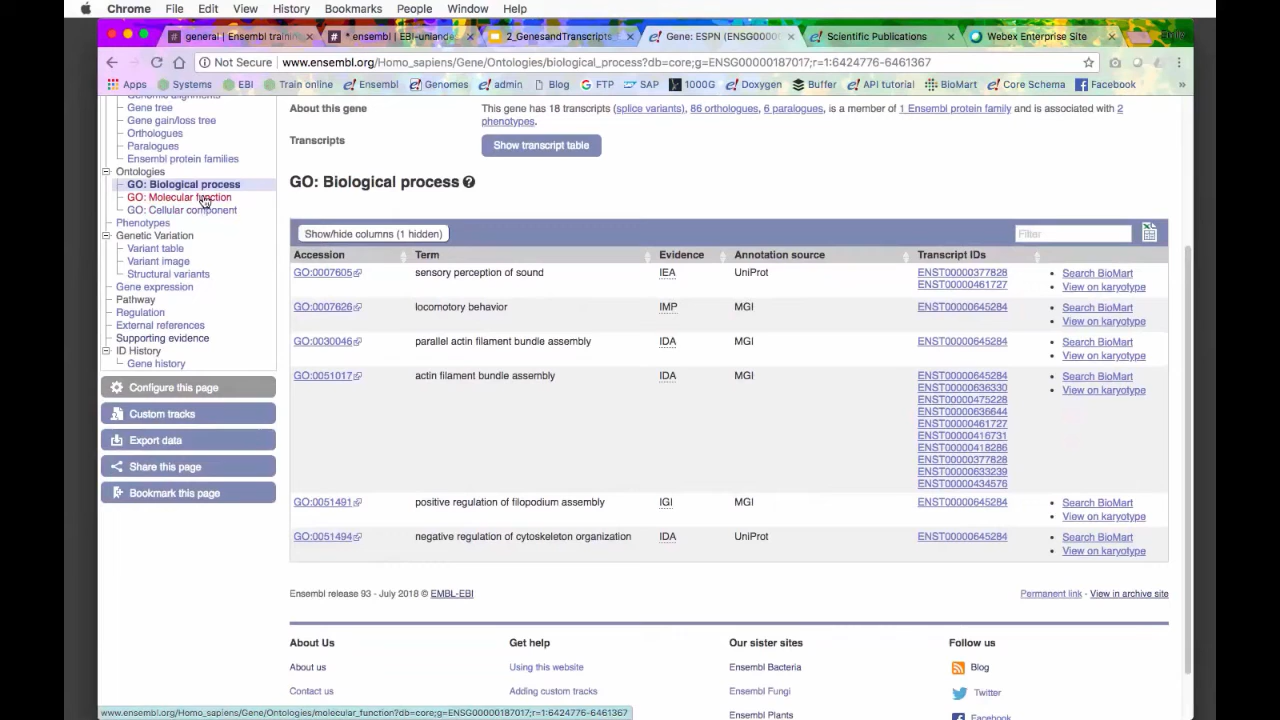 Chrome File Edit View History Bookmarks People Window Help
general | Ensembl train
* ensembl | EBI-uniande
2_GenesandTranscripts
Gene: ESPN (ENSG00000
Scientific Publications
Webex Enterprise Site
Not Secure | www.ensembl.org/Homo_sapiens/Gene/Ontologies/biological_process?db=core;g=ENSG00000187017;r=1:6424776-6461367
Apps Systems EBI Train online Ensembl Genomes admin Blog FTP SAP 1000G Doxygen Buffer API tutorial BioMart Core Schema Facebook »
Genomic alignments
Gene tree
Gene gain/loss tree
Orthologues
Paralogues
Ensembl protein families
Ontologies
GO: Biological process
GO: Molecular function
GO: Cellular component
Phenotypes
Genetic Variation
Variant table
Variant image
Structural variants
Gene expression
Pathway
Regulation
External references
Supporting evidence
ID History
Gene history
Configure this page
Custom tracks
Export data
Share this page
Bookmark this page
About this gene
This gene has 18 transcripts (splice variants), 86 orthologues, 6 paralogues, is a member of 1 Ensembl protein family and is associated with 2
phenotypes.
Transcripts
Show transcript table
GO: Biological process
Show/hide columns (1 hidden)
Filter
Accession Term Evidence Annotation source Transcript IDs
GO:0007605 sensory perception of sound IEA UniProt ENST00000377828 • Search BioMart
ENST00000461727 • View on karyotype
GO:0007626 locomotory behavior IMP MGI ENST00000645284 • Search BioMart
• View on karyotype
GO:0030046 parallel actin filament bundle assembly IDA MGI ENST00000645284 • Search BioMart
• View on karyotype
GO:0051017 actin filament bundle assembly IDA MGI ENST00000645284 • Search BioMart
ENST00000636330 • View on karyotype
ENST00000475228
ENST00000636644
ENST00000461727
ENST00000416731
ENST00000418286
ENST00000377828
ENST00000633239
ENST00000434576
GO:0051491 positive regulation of filopodium assembly IGI MGI ENST00000645284 • Search BioMart
• View on karyotype
GO:0051494 negative regulation of cytoskeleton organization IDA UniProt ENST00000645284 • Search BioMart
• View on karyotype
Ensembl release 93 - July 2018 © EMBL-EBI
Permanent link - View in archive site
About Us
About us
Contact us
Get help
Using this website
Adding custom tracks
Our sister sites
Ensembl Bacteria
Ensembl Fungi
Ensembl Plants
Follow us
Blog
Twitter
Facebook
www.ensembl.org/Homo_sapiens/Gene/Ontologies/molecular_function?db=core;g=ENSG00000187017;r=1:6424776-6461367